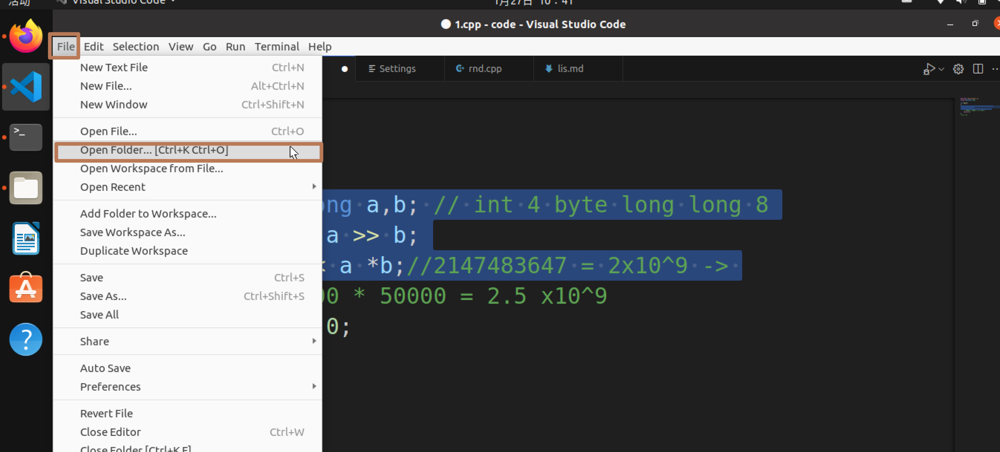 活动 Visual Studio Code 1月27日 10：41
1.cpp - code - Visual Studio Code
File Edit Selection View Go Run Terminal Help
Settings rnd.cpp lis.md
New Text File Ctrl+N
New File... Alt+Ctrl+N
New Window Ctrl+Shift+N
Open File... Ctrl+O
Open Folder... [Ctrl+K Ctrl+O]
Open Workspace from File...
Open Recent
Add Folder to Workspace...
Save Workspace As...
Duplicate Workspace
Save Ctrl+S
Save As... Ctrl+Shift+S
Save All
Share
Auto Save
Preferences
Revert File
Close Editor Ctrl+W
Close Folder [Ctrl+K F]
ng a,b; // int 4 byte long long 8
a >> b;
a *b;//2147483647 = 2x10^9 ->
0 * 50000 = 2.5 x10^9
0;